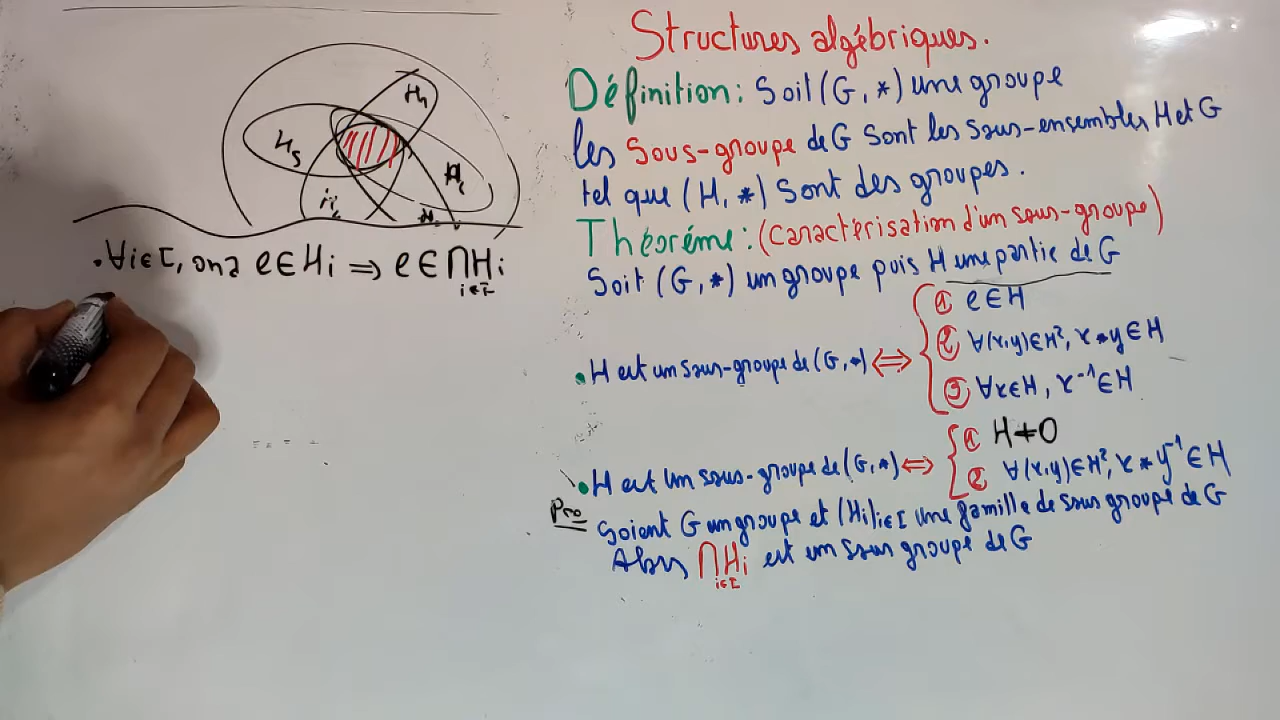 Structures algébriques.
Définition: Soit (G, *) une groupe
les Sous-groupe de G sont les sous-ensembles H et G
tel que (H, *) sont des groupes.
Théoréme: (caractérisation d'un sous-groupe)
Soit (G, *) un groupe puis H une partie de G
• H est un sous-groupe de (G, *) ⇔
① e∈H
② ∀(x,y)∈H², x*y∈H
③ ∀x∈H, x⁻¹∈H
• H est un sous-groupe de (G, *) ⇔
① H≠O
② ∀(x,y)∈H², x*y⁻¹∈H
Pro
Soient G un groupe et (Hi)i∈I une famille de sous groupe de G
Alors ⋂Hi est un sous groupe de G
i∈I
H1
H5
Hi
• ∀i∈I, on a e∈Hi ⇒ e∈⋂Hi
i∈I